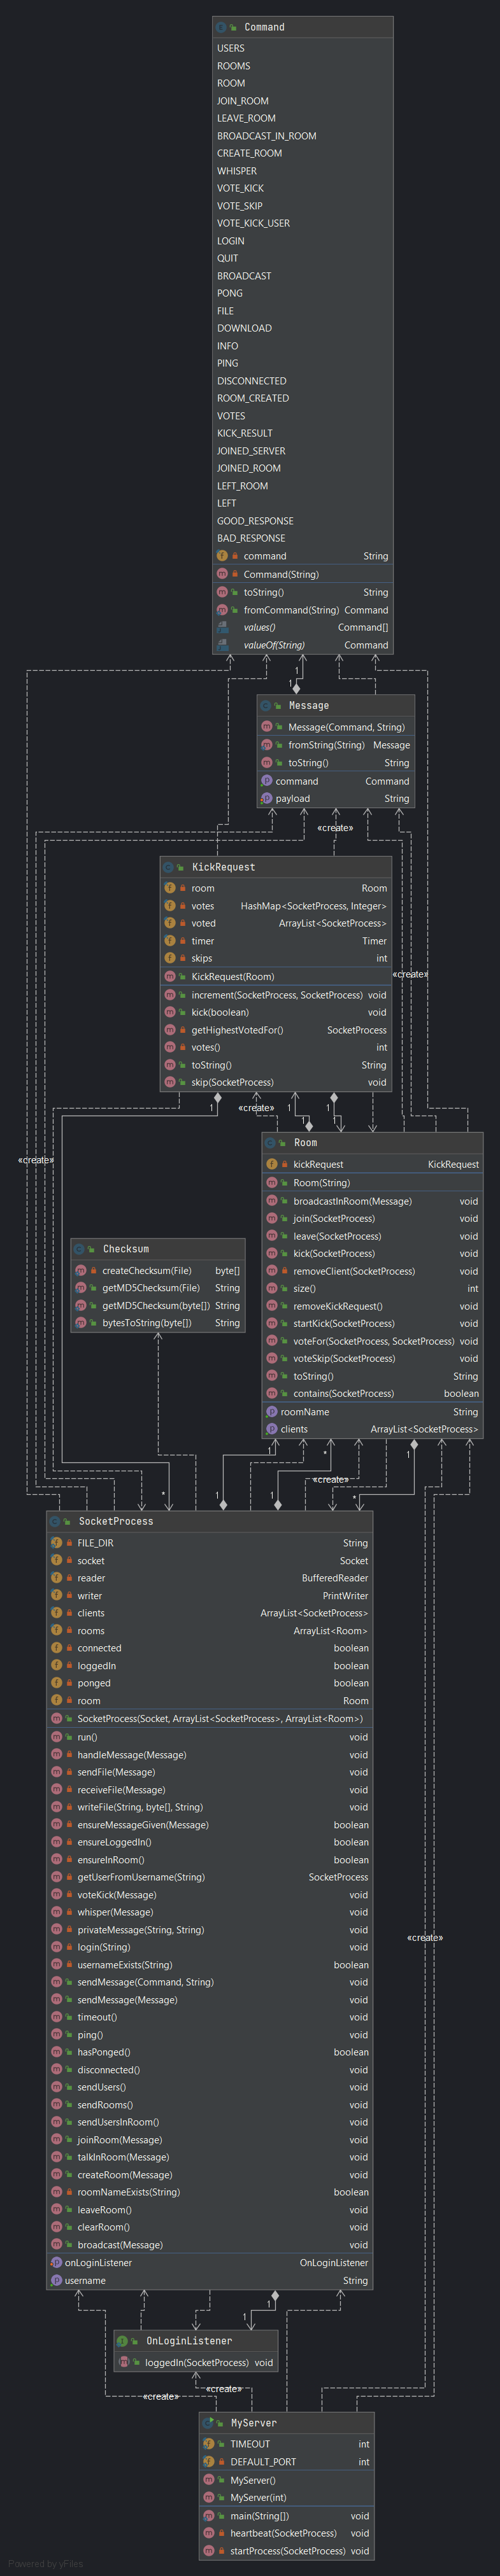 Command
USERS
ROOMS
ROOM
JOIN_ROOM
LEAVE_ROOM
BROADCAST_IN_ROOM
CREATE_ROOM
WHISPER
VOTE_KICK
VOTE_SKIP
VOTE_KICK_USER
LOGIN
QUIT
BROADCAST
PONG
FILE
DOWNLOAD
INFO
PING
DISCONNECTED
ROOM_CREATED
VOTES
KICK_RESULT
JOINED_SERVER
JOINED_ROOM
LEFT_ROOM
LEFT
GOOD_RESPONSE
BAD_RESPONSE
command String
Command(String)
toString() String
fromCommand(String) Command
values() Command[]
valueOf(String) Command
1
1
Message
Message(Command, String)
fromString(String) Message
toString() String
command Command
payload String
«create»
KickRequest
room Room
votes HashMap<SocketProcess, Integer>
voted ArrayList<SocketProcess>
timer Timer
skips int
«create»
KickRequest(Room)
increment(SocketProcess, SocketProcess) void
kick(boolean) void
getHighestVotedFor() SocketProcess
votes() int
toString() String
skip(SocketProcess) void
1 «create» 1 1
1 1
Room
kickRequest KickRequest
«create»
Room(String)
broadcastInRoom(Message) void
join(SocketProcess) void
leave(SocketProcess) void
kick(SocketProcess) void
removeClient(SocketProcess) void
size() int
removeKickRequest() void
startKick(SocketProcess) void
voteFor(SocketProcess, SocketProcess) void
voteSkip(SocketProcess) void
toString() String
contains(SocketProcess) boolean
roomName String
clients ArrayList<SocketProcess>
Checksum
createChecksum(File) byte[]
getMD5Checksum(File) String
getMD5Checksum(byte[]) String
bytesToString(byte[]) String
1 * 1
«create»
* 1 1 *
SocketProcess
FILE_DIR String
socket Socket
reader BufferedReader
writer PrintWriter
clients ArrayList<SocketProcess>
rooms ArrayList<Room>
connected boolean
loggedIn boolean
ponged boolean
room Room
SocketProcess(Socket, ArrayList<SocketProcess>, ArrayList<Room>)
run() void
handleMessage(Message) void
sendFile(Message) void
receiveFile(Message) void
writeFile(String, byte[], String) void
ensureMessageGiven(Message) boolean
ensureLoggedIn() boolean
ensureInRoom() boolean
getUserFromUsername(String) SocketProcess
voteKick(Message) void
whisper(Message) void
privateMessage(String, String) void
login(String) void
usernameExists(String) boolean
sendMessage(Command, String) void
sendMessage(Message) void
timeout() void
ping() void
hasPonged() boolean
disconnected() void
sendUsers() void
sendRooms() void
sendUsersInRoom() void
joinRoom(Message) void
talkInRoom(Message) void
createRoom(Message) void
roomNameExists(String) boolean
leaveRoom() void
clearRoom() void
broadcast(Message) void
onLoginListener OnLoginListener
username String
«create»
1
1
OnLoginListener
loggedIn(SocketProcess) void
«create»
«create»
MyServer
TIMEOUT int
DEFAULT_PORT int
MyServer()
MyServer(int)
main(String[]) void
heartbeat(SocketProcess) void
startProcess(SocketProcess) void
Powered by yFiles